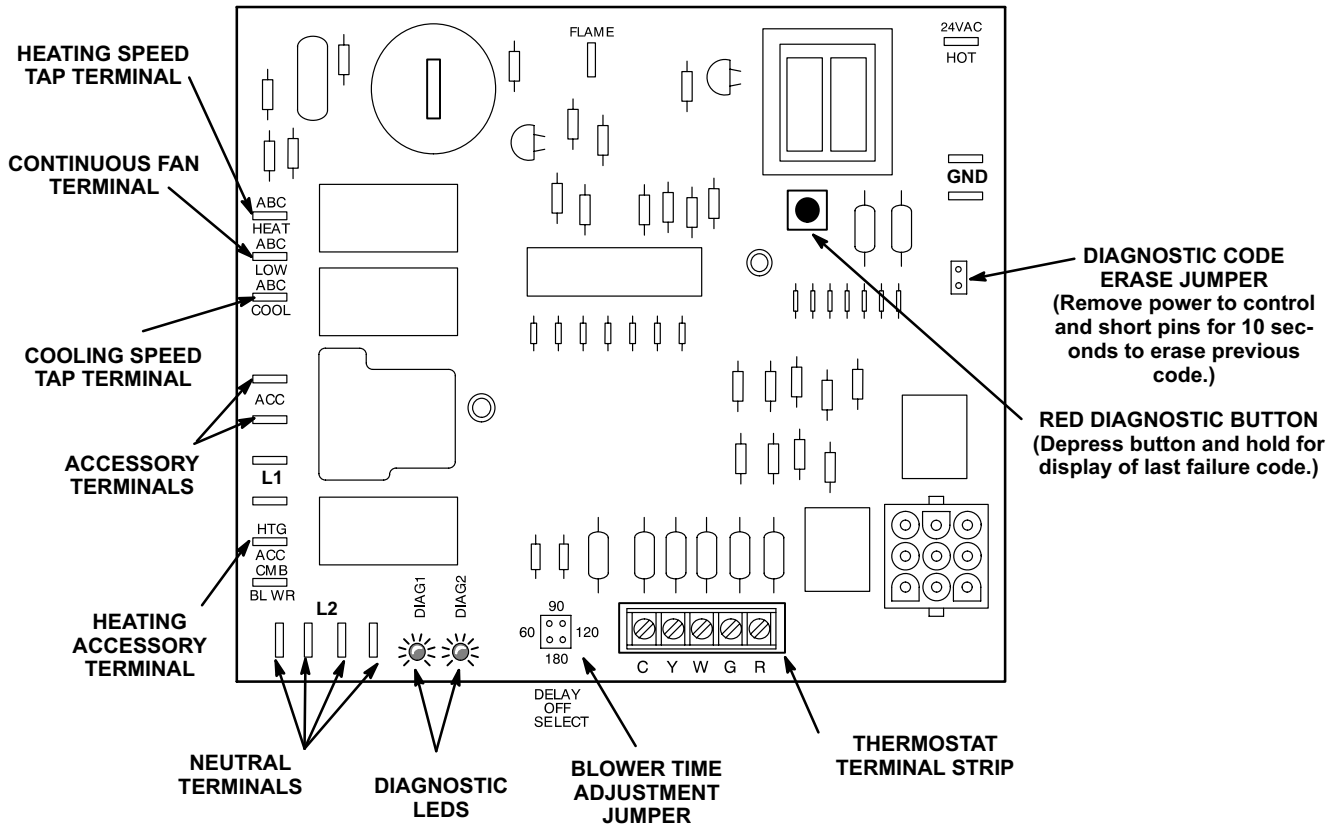 HEATING SPEED
TAP TERMINAL
CONTINUOUS FAN
TERMINAL
COOLING SPEED
TAP TERMINAL
ACCESSORY
TERMINALS
HEATING
ACCESSORY
TERMINAL
NEUTRAL
TERMINALS
DIAGNOSTIC
LEDS
FLAME
24VAC
HOT
GND
ABC
HEAT
ABC
LOW
ABC
COOL
ACC
L1
HTG
ACC
CMB
BL WR
L2
DIAG1
DIAG2
90
60
120
180
DELAY
OFF
SELECT
C Y W G R
BLOWER TIME
ADJUSTMENT
JUMPER
THERMOSTAT
TERMINAL STRIP
DIAGNOSTIC CODE
ERASE JUMPER
(Remove power to control
and short pins for 10 sec-
onds to erase previous
code.)
RED DIAGNOSTIC BUTTON
(Depress button and hold for
display of last failure code.)